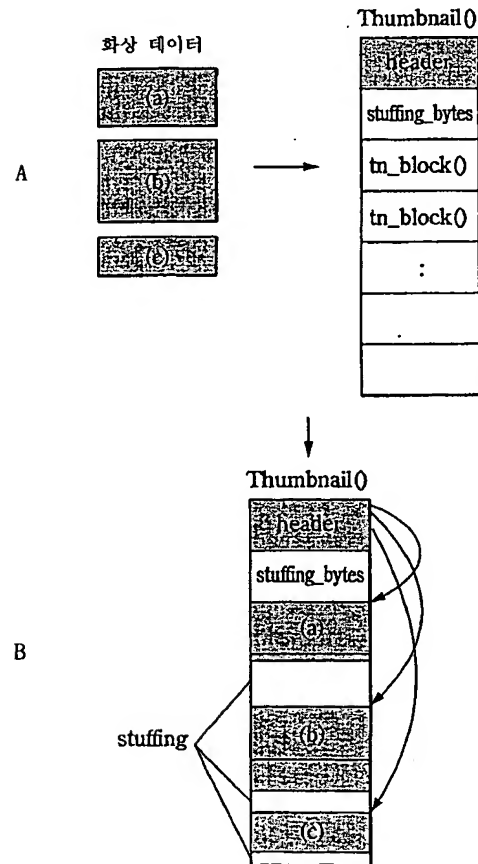 Thumbnail()
화상 데이터
header
(a)
stuffing_bytes
A
(b)
tn_block()
tn_block()
(c)
:
Thumbnail()
header
stuffing_bytes
(a)
B
stuffing
(b)
(c)